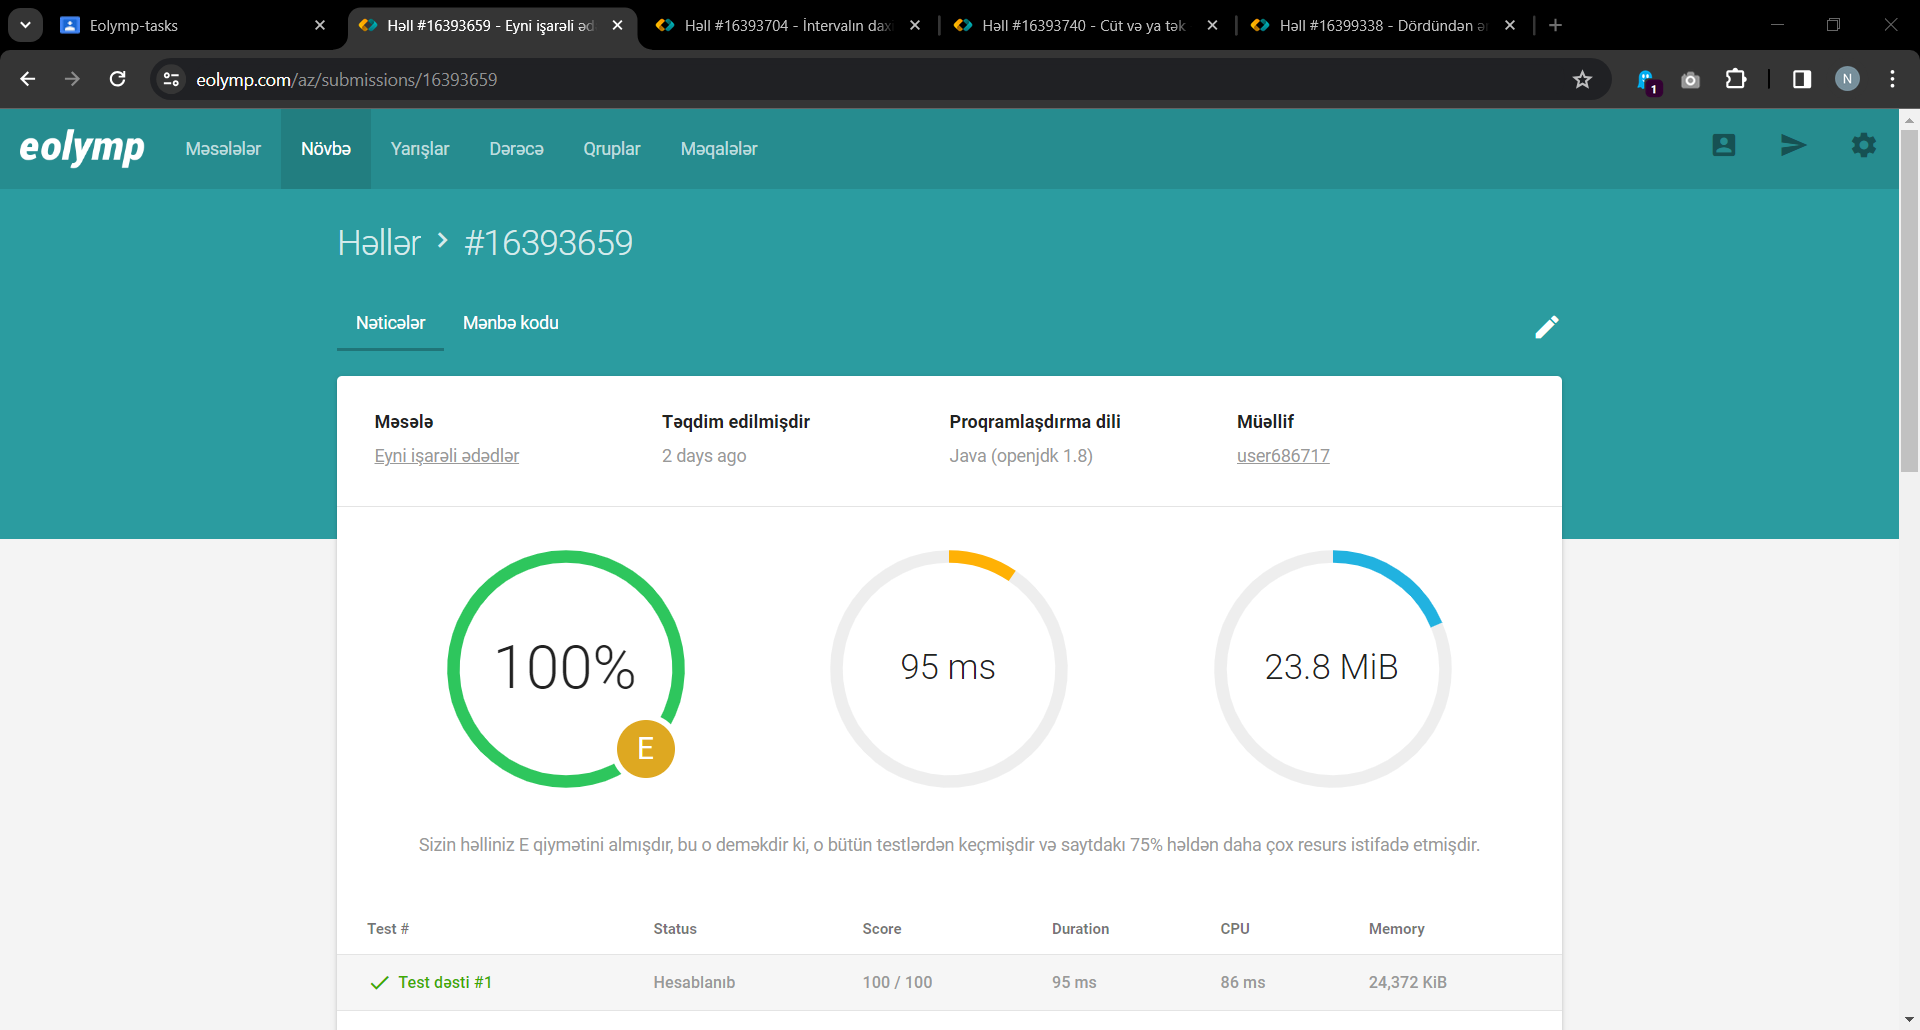 Eolymp-tasks
Həll #16393659 - Eyni işarəli əd
Həll #16393704 - İntervalın dax
Həll #16393740 - Cüt və ya tək
Həll #16399338 - Dördündən ə
eolymp.com/az/submissions/16393659
1
N
eolymp
Məsələlər
Növbə
Yarışlar
Dərəcə
Qruplar
Məqalələr
Həllər > #16393659
Nəticələr
Mənbə kodu
Məsələ
Təqdim edilmişdir
Proqramlaşdırma dili
Müəllif
Eyni işarəli ədədlər
2 days ago
Java (openjdk 1.8)
user686717
100%
E
95 ms
23.8 MiB
Sizin həlliniz E qiymətini almışdır, bu o deməkdir ki, o bütün testlərdən keçmişdir və saytdakı 75% həldən daha çox resurs istifadə etmişdir.
Test #
Status
Score
Duration
CPU
Memory
Test dəsti #1
Hesablanıb
100 / 100
95 ms
86 ms
24,372 KiB